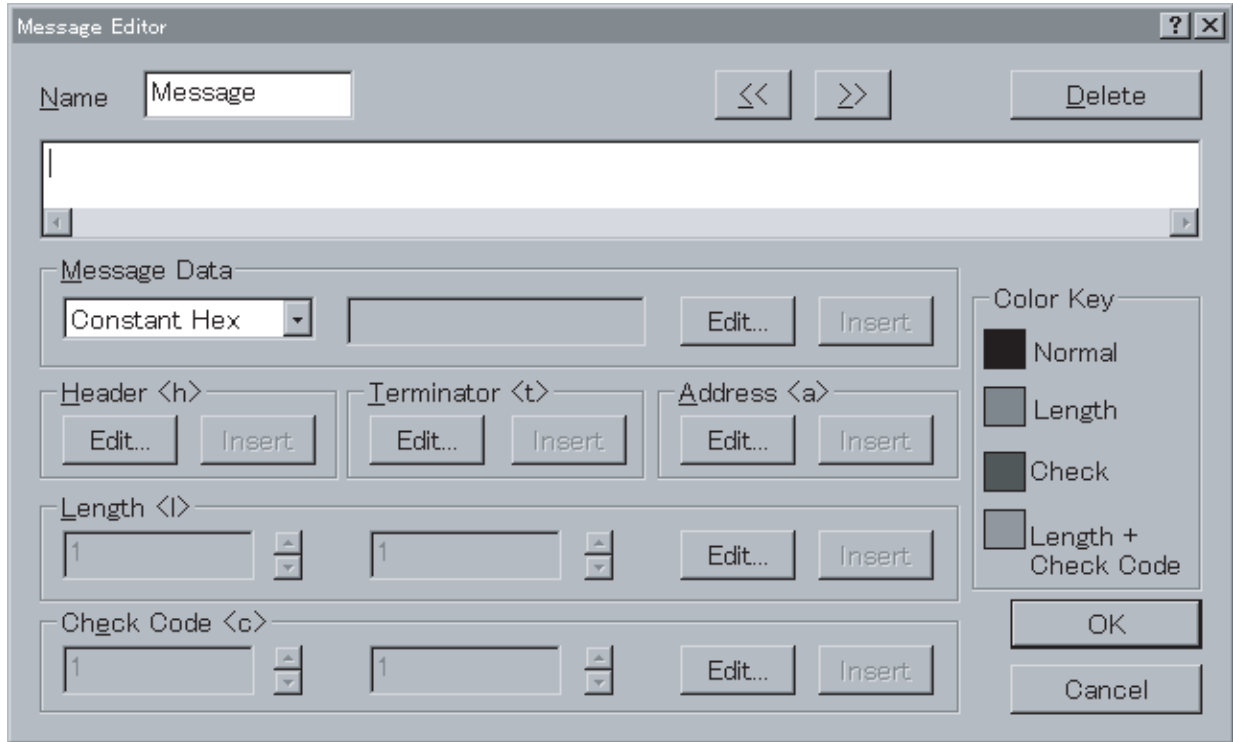 Message Editor
Name Message << >> Delete
Message Data
Constant Hex Edit... Insert
Color Key
Normal
Header <h> Terminator <t> Address <a>
Edit... Insert Edit... Insert Edit... Insert
Length
Check
Length <l>
1 1 Edit... Insert
Length +
Check Code
Check Code <c>
1 1 Edit... Insert
OK
Cancel